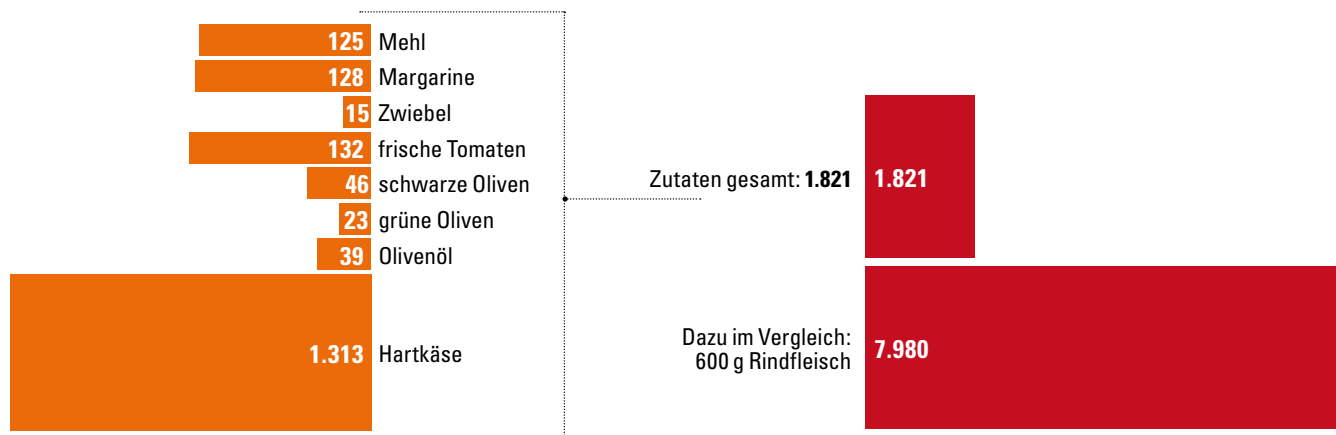 125 Mehl
128 Margarine
15 Zwiebel
132 frische Tomaten
46 schwarze Oliven
23 grüne Oliven
39 Olivenöl
1.313 Hartkäse
Zutaten gesamt: 1.821 1.821
Dazu im Vergleich:
600 g Rindfleisch 7.980